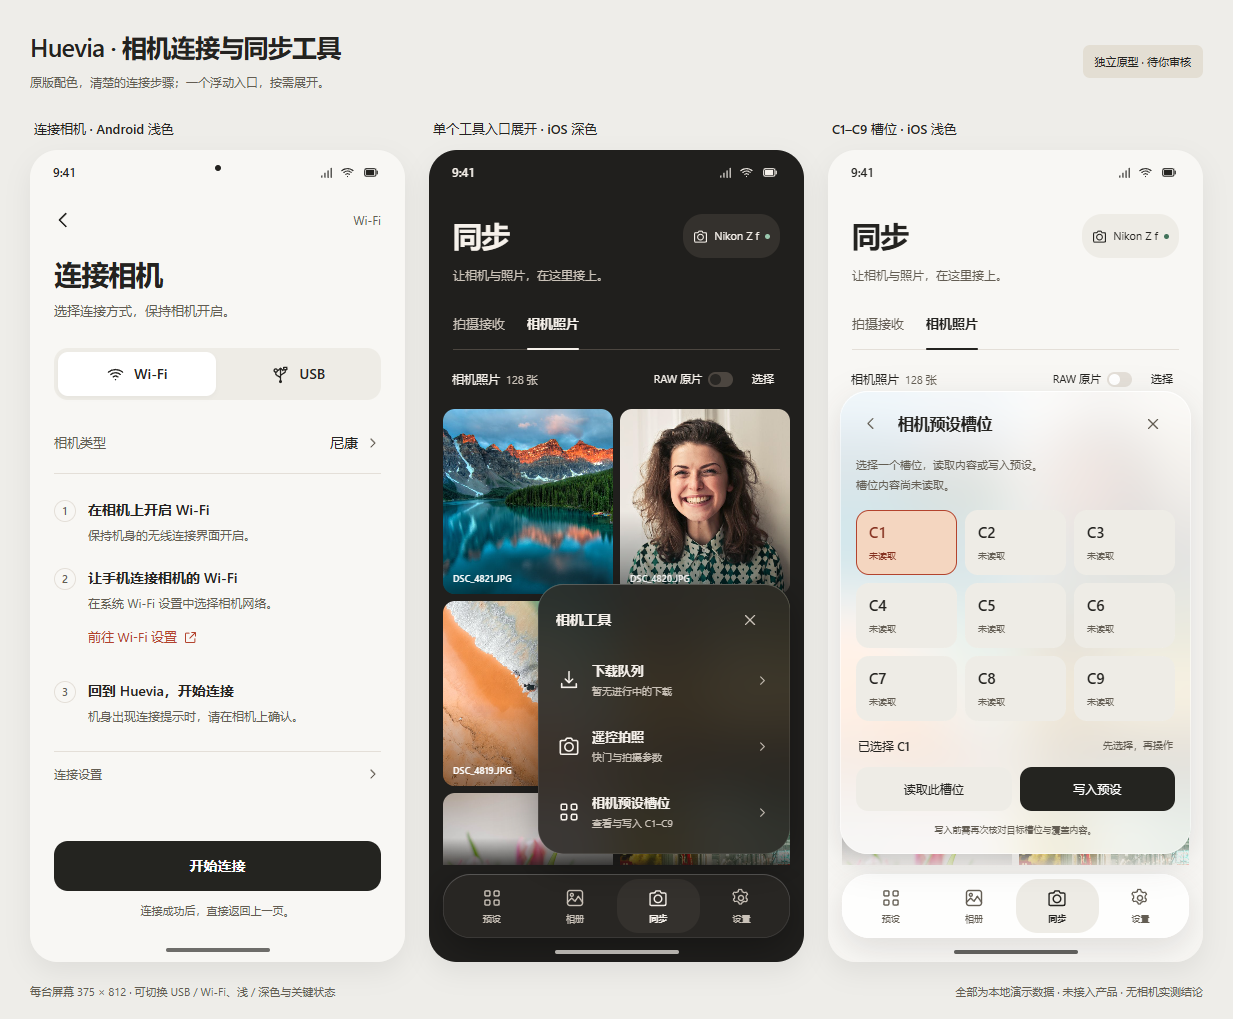 Huevia · 相机连接与同步工具
原版配色，清楚的连接步骤；一个浮动入口，按需展开。
独立原型 · 待你审核
连接相机 · Android 浅色
9:41
Wi-Fi
连接相机
选择连接方式，保持相机开启。
Wi-Fi
USB
相机类型
尼康
1
在相机上开启 Wi-Fi
保持机身的无线连接界面开启。
2
让手机连接相机的 Wi-Fi
在系统 Wi-Fi 设置中选择相机网络。
前往 Wi-Fi 设置
3
回到 Huevia，开始连接
机身出现连接提示时，请在相机上确认。
连接设置
开始连接
连接成功后，直接返回上一页。
单个工具入口展开 · iOS 深色
9:41
同步
Nikon Z f
让相机与照片，在这里接上。
拍摄接收
相机照片
相机照片 128 张
RAW 原片
选择
DSC_4821.JPG
DSC_4820.JPG
DSC_4819.JPG
相机工具
下载队列
暂无进行中的下载
遥控拍照
快门与拍摄参数
相机预设槽位
查看与写入 C1–C9
预设
相册
同步
设置
C1–C9 槽位 · iOS 浅色
9:41
同步
Nikon Z f
让相机与照片，在这里接上。
拍摄接收
相机照片
相机照片 128 张
RAW 原片
选择
相机预设槽位
选择一个槽位，读取内容或写入预设。
槽位内容尚未读取。
C1
未读取
C2
未读取
C3
未读取
C4
未读取
C5
未读取
C6
未读取
C7
未读取
C8
未读取
C9
未读取
已选择 C1
先选择，再操作
读取此槽位
写入预设
写入前需再次核对目标槽位与覆盖内容。
预设
相册
同步
设置
每台屏幕 375 × 812 · 可切换 USB / Wi-Fi、浅 / 深色与关键状态
全部为本地演示数据 · 未接入产品 · 无相机实测结论